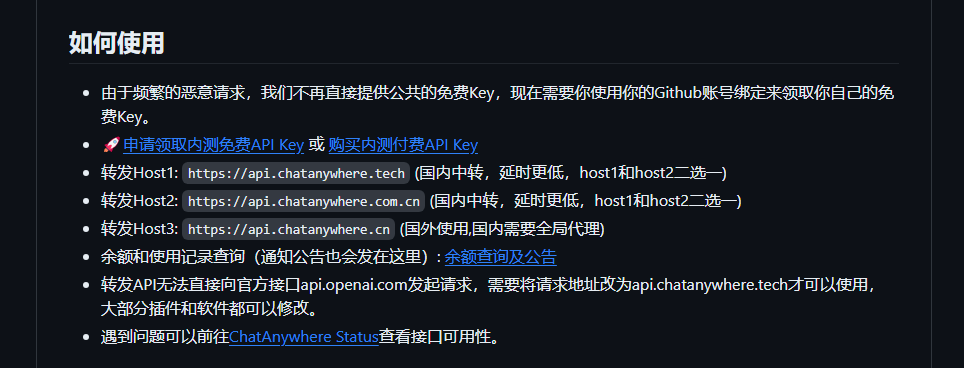 如何使用
由于频繁的恶意请求，我们不再直接提供公共的免费Key，现在需要你使用你的Github账号绑定来领取你自己的免
费Key。
🚀申请领取内测免费API Key 或 购买内测付费API Key
转发Host1: https://api.chatanywhere.tech (国内中转，延时更低，host1和host2二选一)
转发Host2: https://api.chatanywhere.com.cn (国内中转，延时更低，host1和host2二选一)
转发Host3: https://api.chatanywhere.cn (国外使用,国内需要全局代理)
余额和使用记录查询（通知公告也会发在这里）: 余额查询及公告
转发API无法直接向官方接口api.openai.com发起请求，需要将请求地址改为api.chatanywhere.tech才可以使用，
大部分插件和软件都可以修改。
遇到问题可以前往ChatAnywhere Status查看接口可用性。